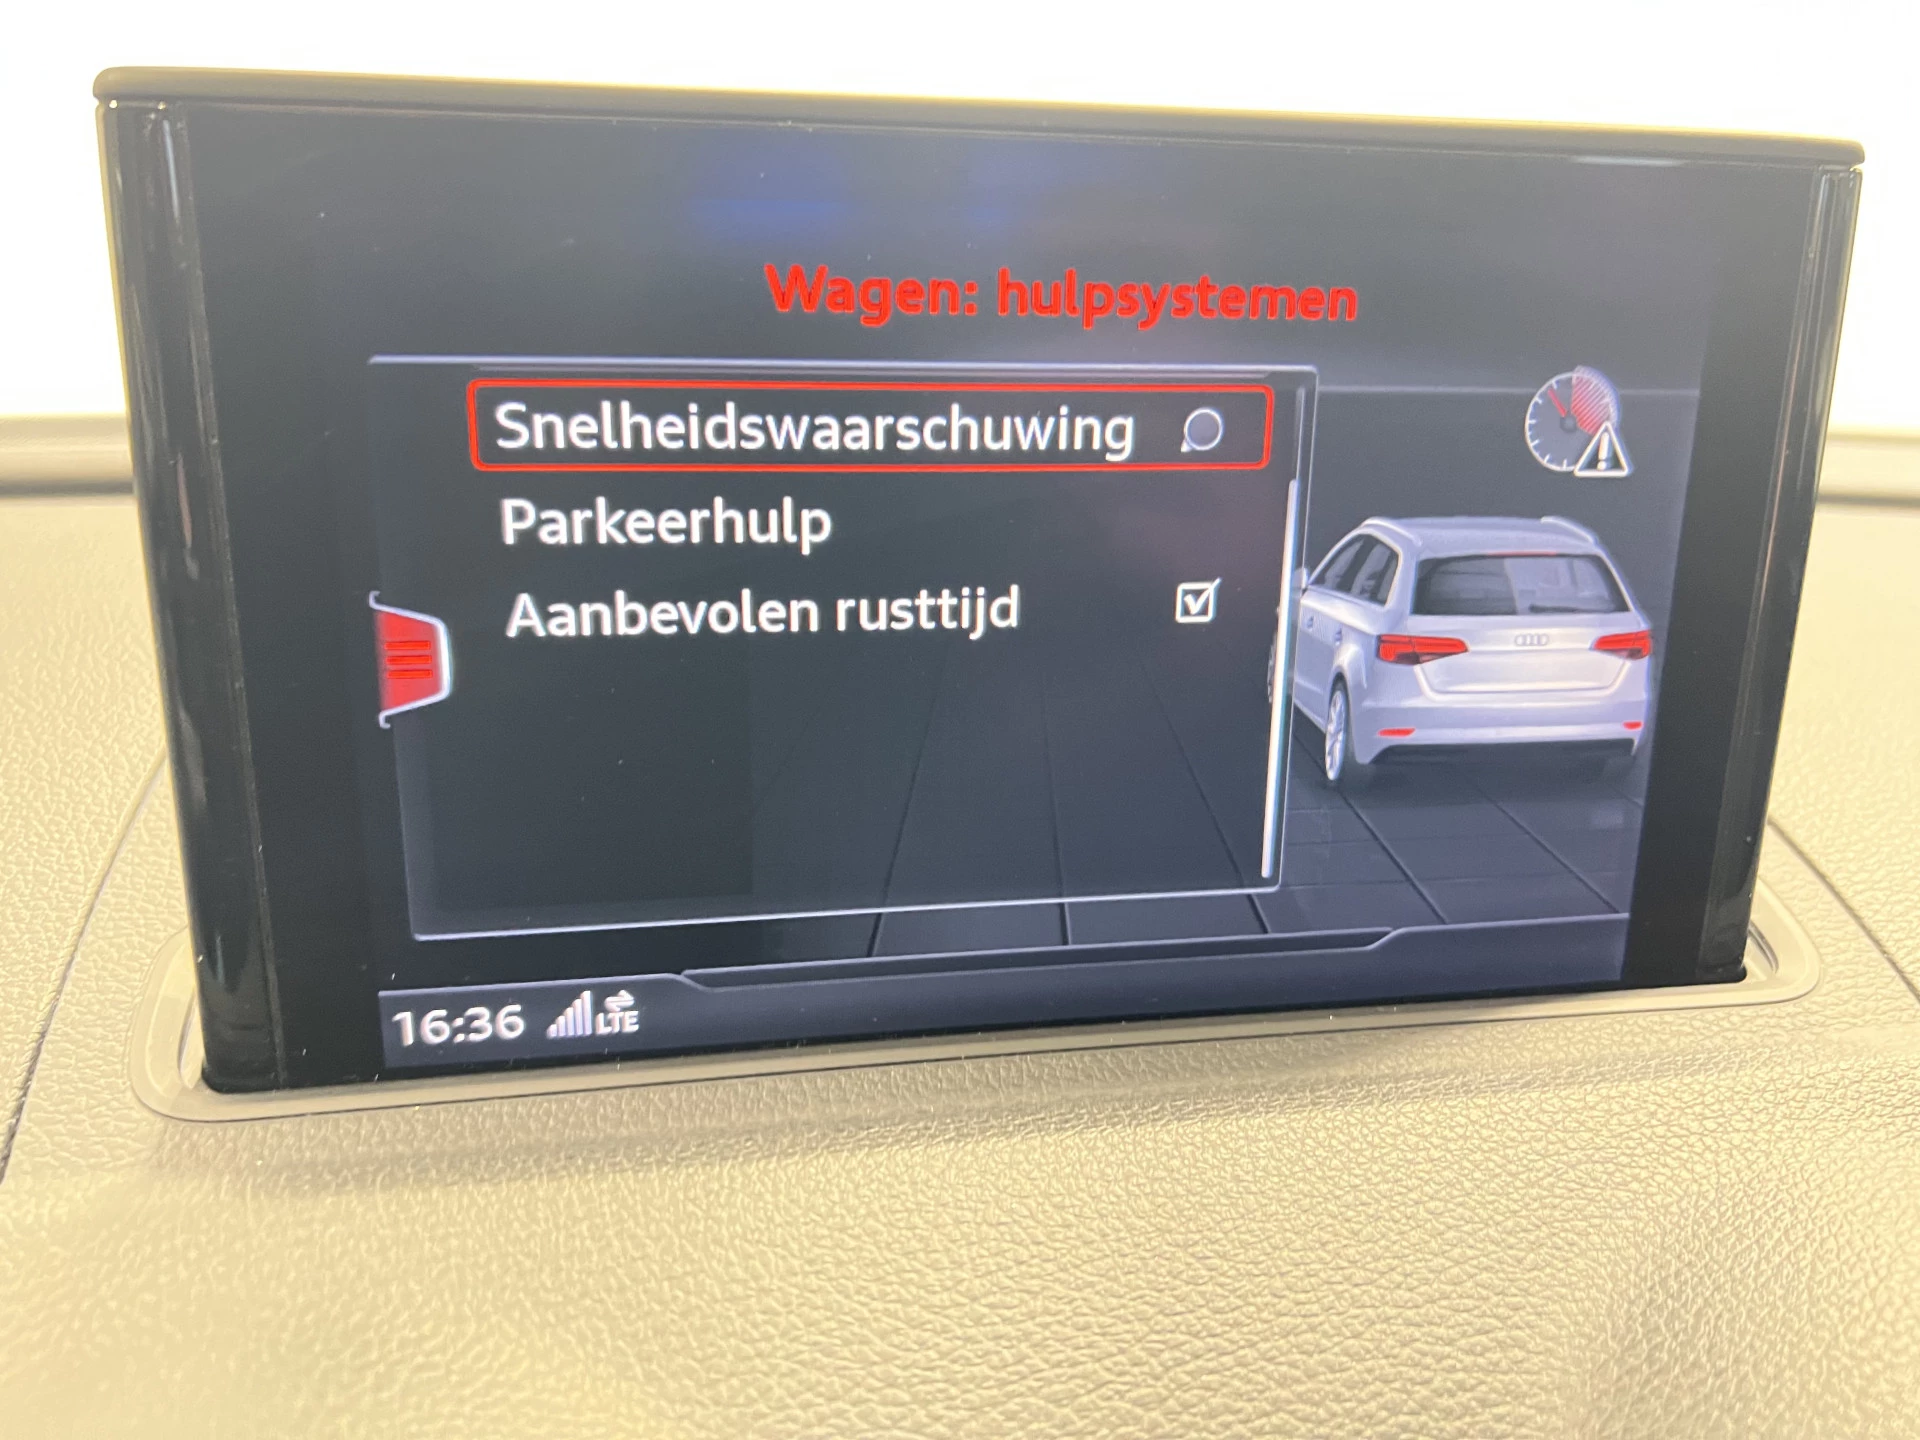 Wagen: hulpsystemen
Snelheidswaarschuwing
Parkeerhulp
Aanbevolen rusttijd
16:36 LTE